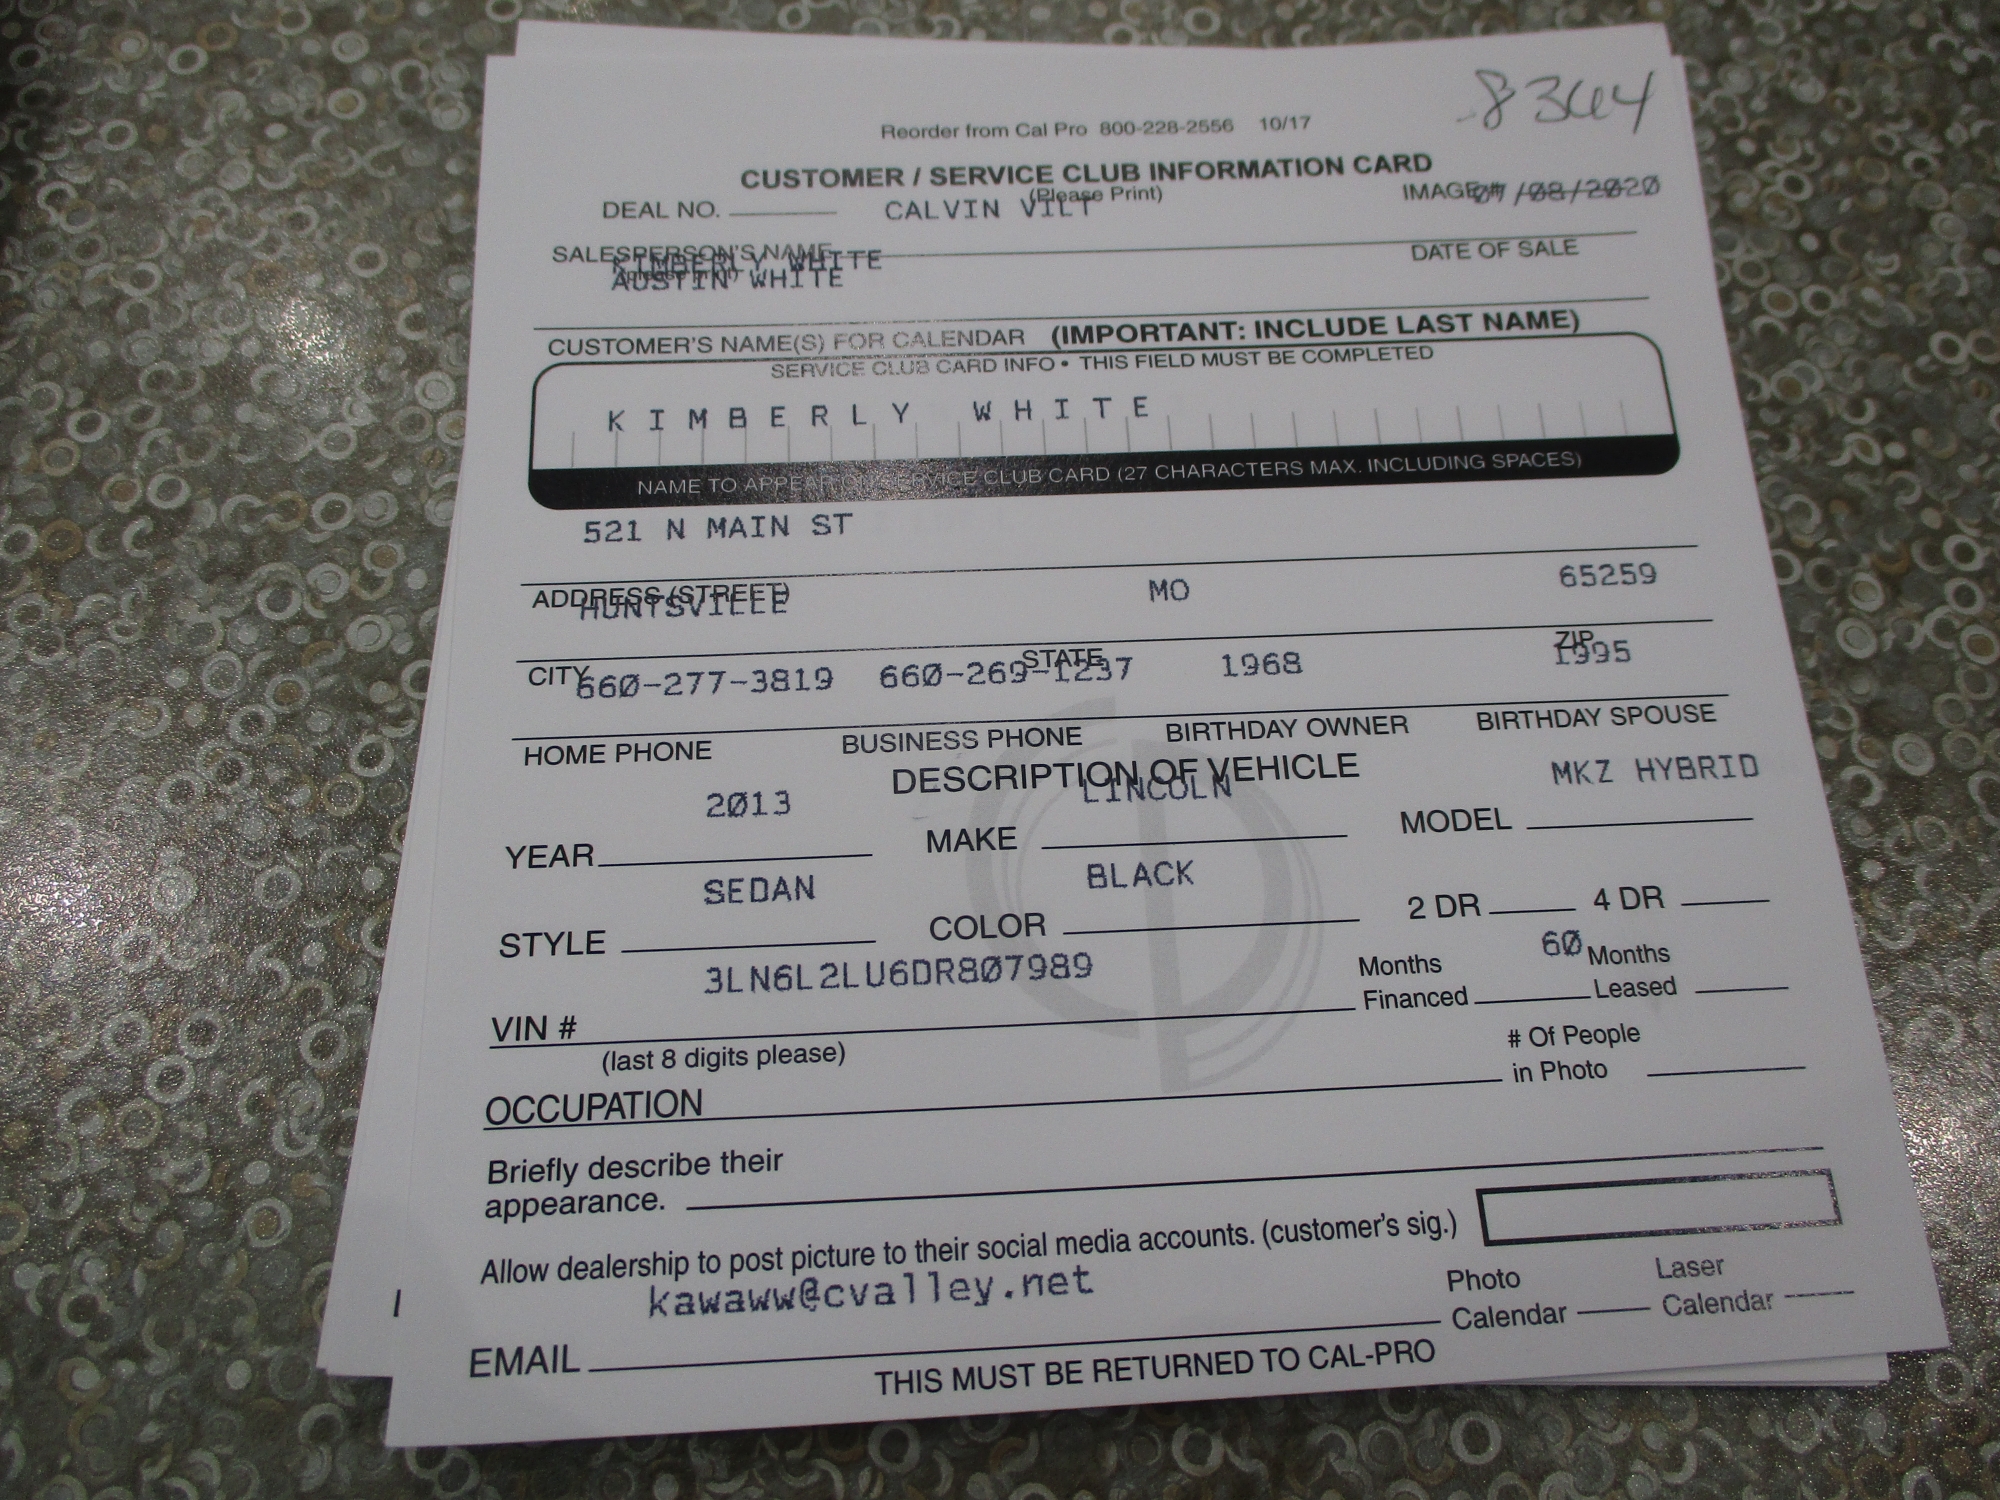 8364
Reorder from Cal Pro 800-228-2556 10/17
CUSTOMER / SERVICE CLUB INFORMATION CARD
(Please Print)
DEAL NO. CALVIN VILT IMAGE# 07/08/2020
SALESPERSON'S NAME DATE OF SALE
KIMBERLY WHITE
AUSTIN WHITE
CUSTOMER'S NAME(S) FOR CALENDAR (IMPORTANT: INCLUDE LAST NAME)
SERVICE CLUB CARD INFO • THIS FIELD MUST BE COMPLETED
KIMBERLY WHITE
NAME TO APPEAR ON SERVICE CLUB CARD (27 CHARACTERS MAX. INCLUDING SPACES)
521 N MAIN ST
ADDRESS (STREET)
HUNTSVILLE MO 65259
CITY STATE ZIP
660-277-3819 660-269-1237 1968 1995
HOME PHONE BUSINESS PHONE BIRTHDAY OWNER BIRTHDAY SPOUSE
DESCRIPTION OF VEHICLE
2013 LINCOLN MKZ HYBRID
YEAR MAKE MODEL
SEDAN BLACK
STYLE COLOR 2 DR 4 DR
3LN6L2LU6DR807989 60
VIN # Months Financed Months Leased
(last 8 digits please)
OCCUPATION # Of People in Photo
Briefly describe their
appearance.
Allow dealership to post picture to their social media accounts. (customer's sig.)
kawaww@cvalley.net
EMAIL Photo Calendar Laser Calendar
THIS MUST BE RETURNED TO CAL-PRO